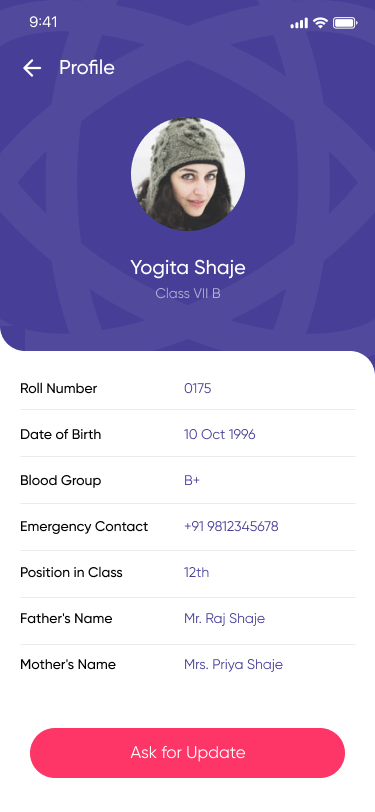 9:41
Profile
Yogita Shaje
Class VII B
Roll Number 0175
Date of Birth 10 Oct 1996
Blood Group B+
Emergency Contact +91 9812345678
Position in Class 12th
Father's Name Mr. Raj Shaje
Mother's Name Mrs. Priya Shaje
Ask for Update